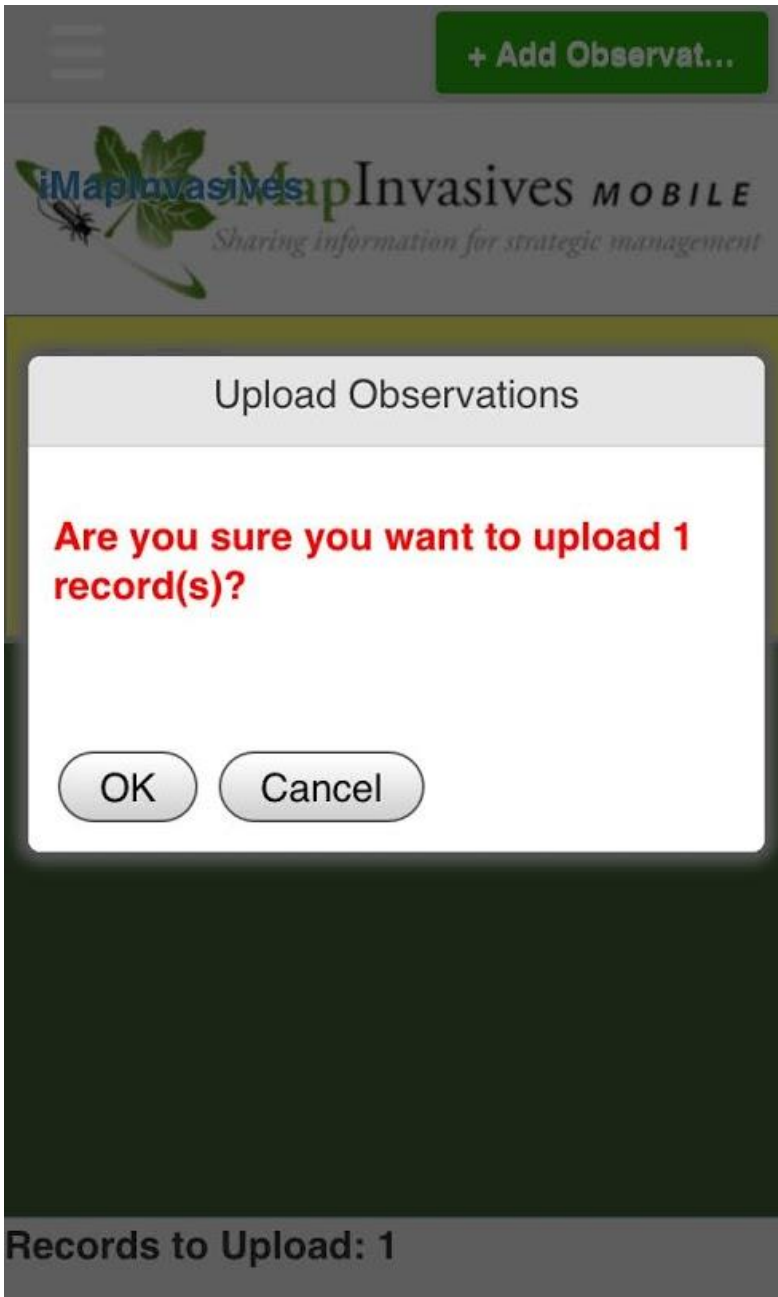 + Add Observat...
iMapInvasives
iMapInvasives MOBILE
Sharing information for strategic management
Upload Observations
Are you sure you want to upload 1
record(s)?
OK Cancel
Records to Upload: 1